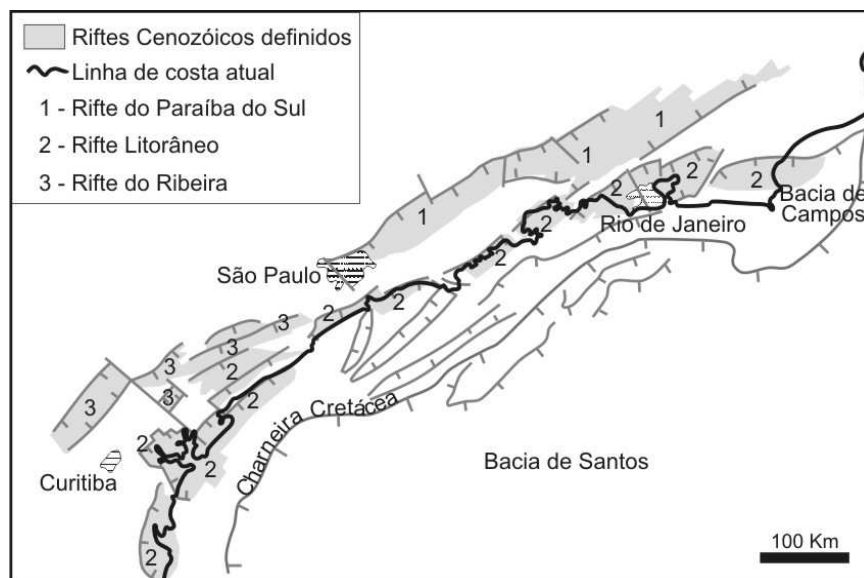 Riftes Cenozóicos definidos
Linha de costa atual
1 - Rifte do Paraíba do Sul
2 - Rifte Litorâneo
3 - Rifte do Ribeira
1
1
2
2
2
Bacia de
Campos
1
2
Rio de Janeiro
São Paulo
2
2
2
3
3
3
2
3
3
2
Charneira Cretácea
2
2
Curitiba
Bacia de Santos
2
100 Km